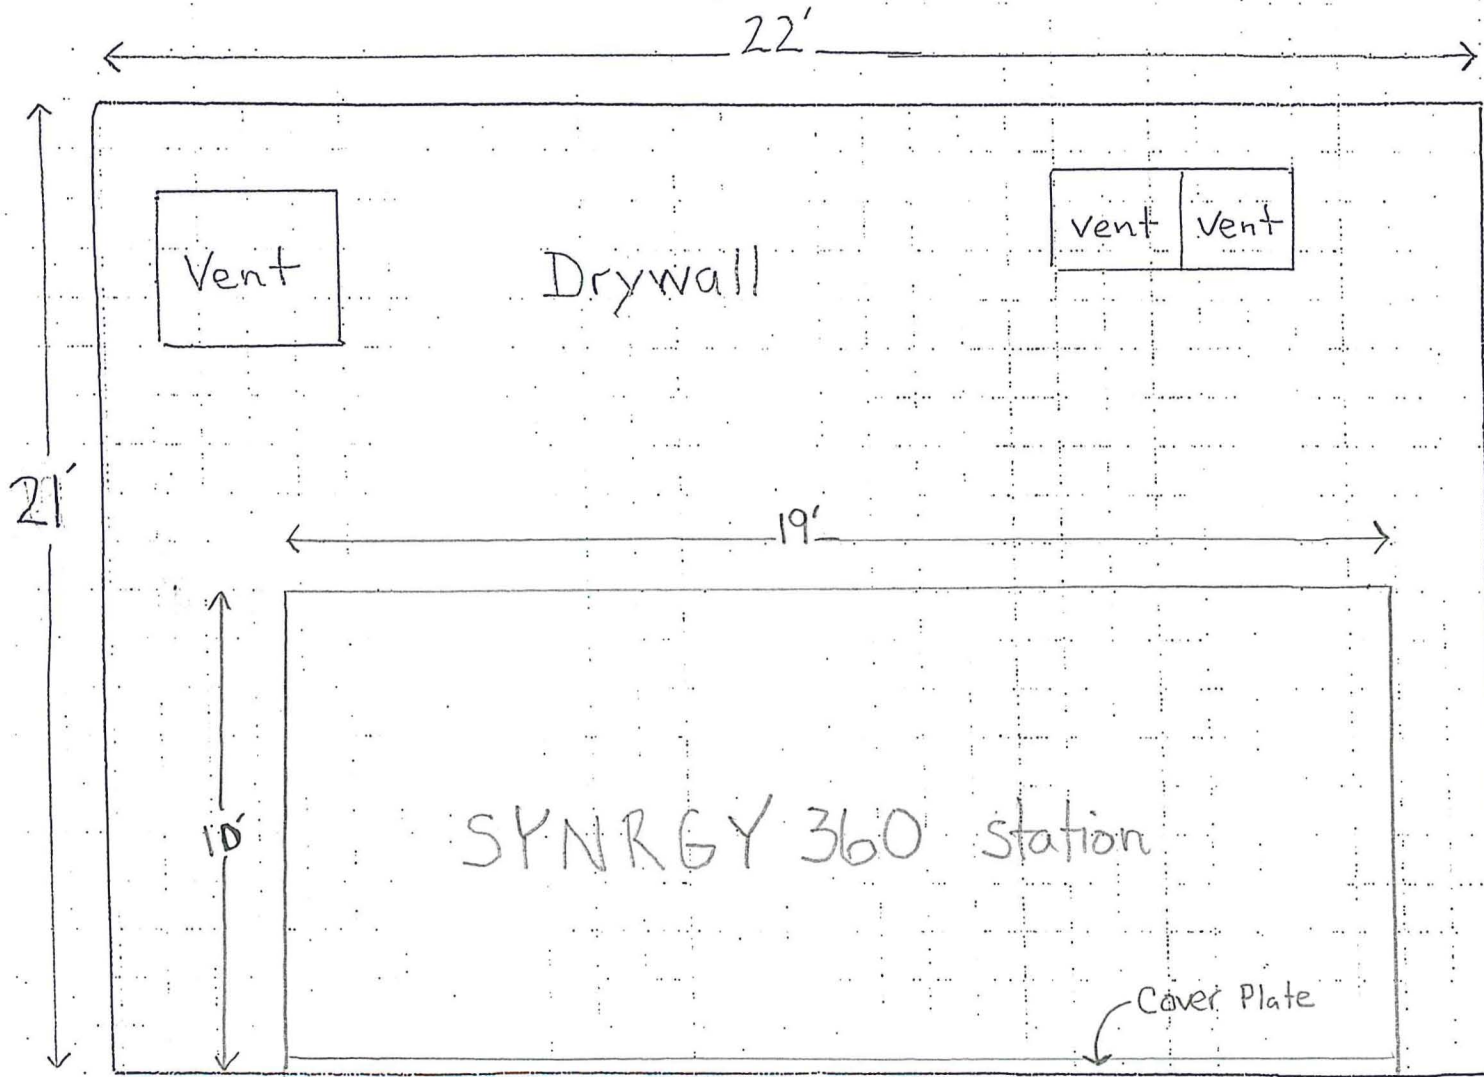 22'
vent vent
Vent
Drywall
21'
19'
10'
SYNRGY 360 station
Cover Plate